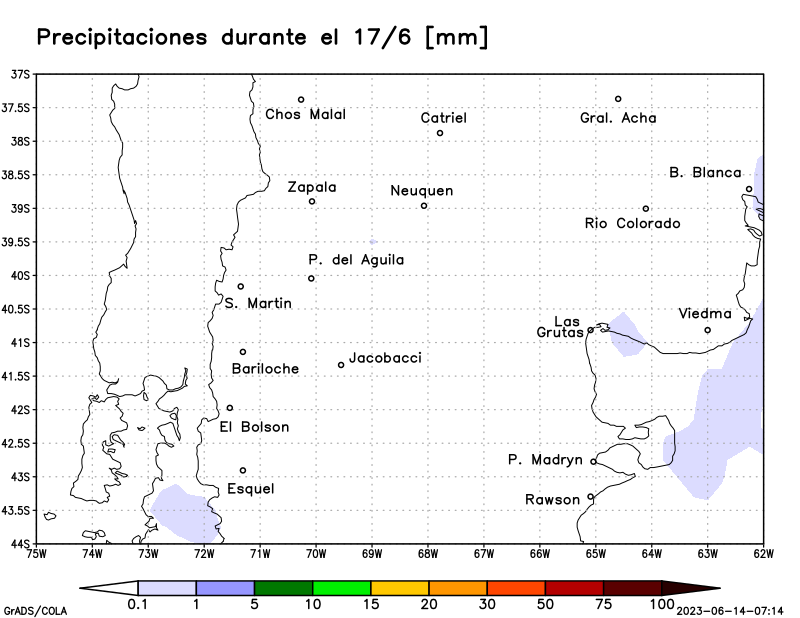 Precipitaciones durante el 17/6 [mm]
37S
37.5S
38S
38.5S
39S
39.5S
40S
40.5S
41S
41.5S
42S
42.5S
43S
43.5S
44S
Chos Malal
Catriel
Gral. Acha
B. Blanca
Zapala
Neuquen
Rio Colorado
P. del Aguila
S. Martin
Viedma
Las
Grutas
Jacobacci
Bariloche
El Bolson
P. Madryn
Esquel
Rawson
75W 74W 73W 72W 71W 70W 69W 68W 67W 66W 65W 64W 63W 62W
0.1 1 5 10 15 20 30 50 75 100
GrADS/COLA
2023-06-14-07:14